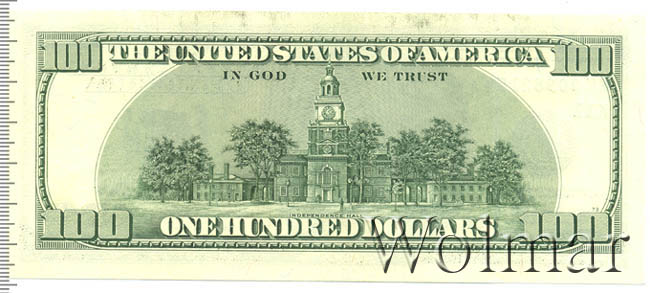 100 THE UNITED STATES OF AMERICA 100
IN GOD WE TRUST
INDEPENDENCE HALL
100 ONE HUNDRED DOLLARS 100
Wolmar